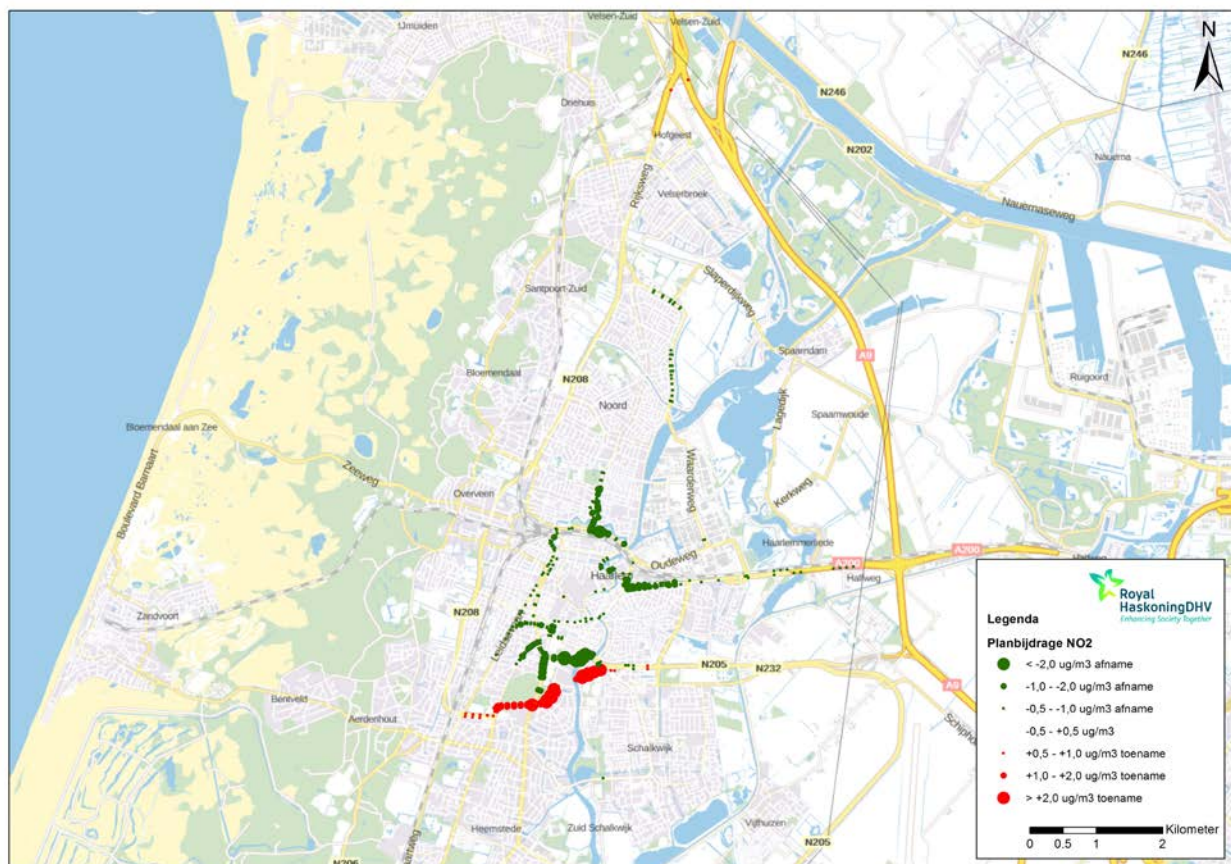 IJmuiden
Velsen-Zuid
Velsen-Zuid
N246
N
N246
Driehuis
N202
Hofgeest
Nauerna
Rijksweg
Velserbroek
Nauernaseweg
Slaperdijkweg
Santpoort-Zuid
Spaarndam
A9
Bloemendaal
N208
Ruigoord
Noord
Lagedijk
Spaarnwoude
Bloemendaal aan Zee
Zeeweg
Boulevard Barnaart
Overveen
Waarderweg
Kerkweg
Haarlemmerliede
Oudeweg
A200
A200
Halfweg
Zandvoort
N208
N205
N232
A9
Bentveld
Aerdenhout
Schalkwijk
Heemstede
Zuid Schalkwijk
Vijfhuizen
N205
N206
Royal
HaskoningDHV
Enhancing Society Together
Legenda
Planbijdrage NO2
< -2,0 ug/m3 afname
-1,0 - -2,0 ug/m3 afname
-0,5 - -1,0 ug/m3 afname
-0,5 - +0,5 ug/m3
+0,5 - +1,0 ug/m3 toename
+1,0 - +2,0 ug/m3 toename
> +2,0 ug/m3 toename
Kilometer
0 0.5 1 2